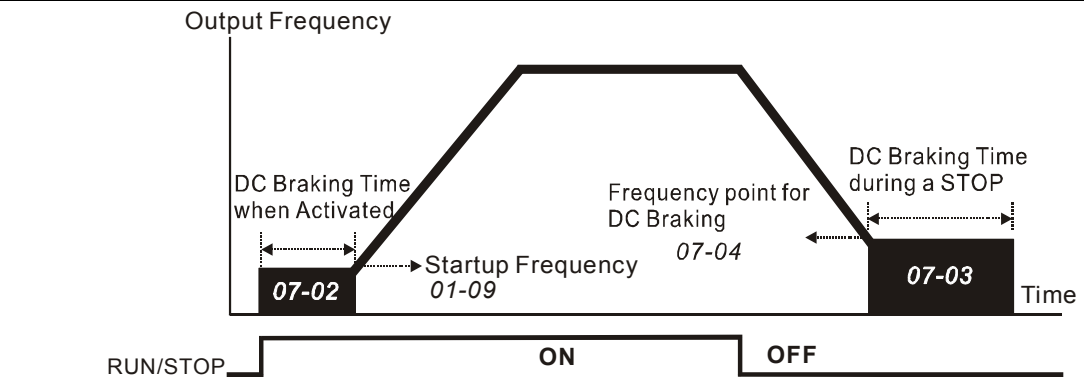 Output Frequency
DC Braking Time
when Activated
07-02
Startup Frequency
01-09
Frequency point for
DC Braking
07-04
DC Braking Time
during a STOP
07-03
Time
RUN/STOP
ON
OFF